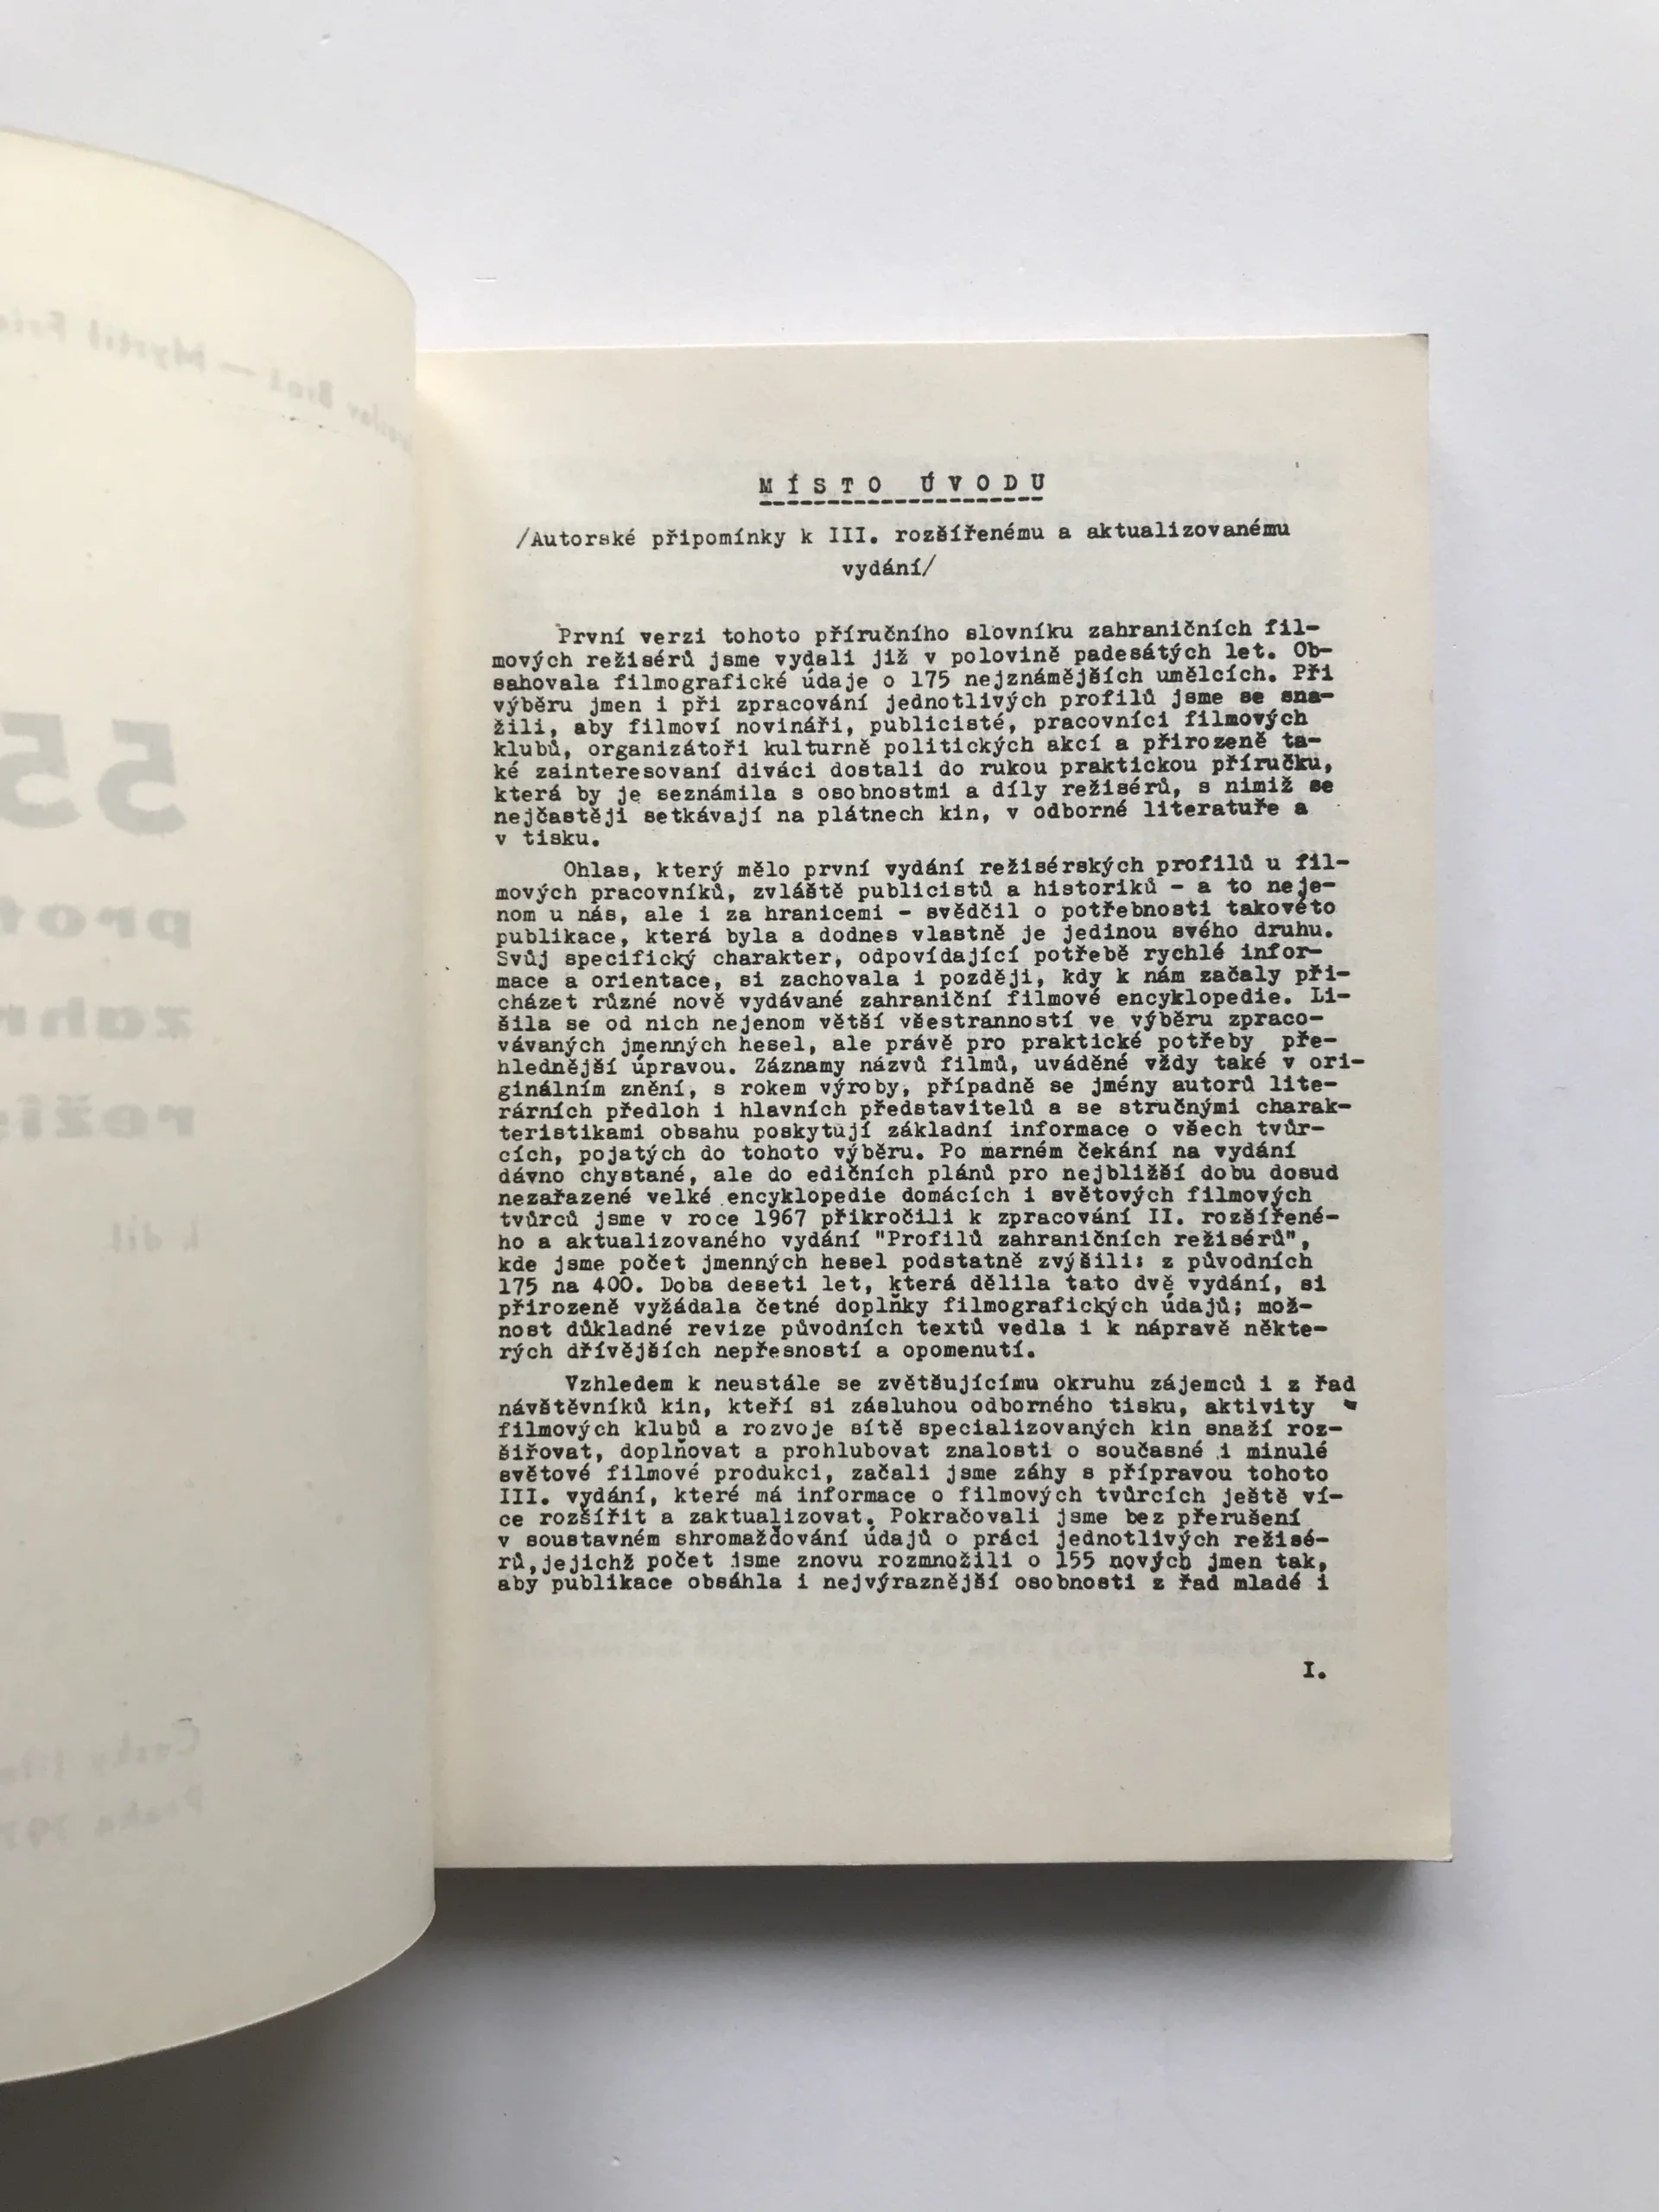 MÍSTO ÚVODU
/Autorské připomínky k III. rozšířenému a aktualizovanému
vydání/
První verzi tohoto příručního slovníku zahraničních fil-
mových režisérů jsme vydali již v polovině padesátých let. Ob-
sahovala filmografické údaje o 175 nejznámějších umělcích. Při
výběru jmen i při zpracování jednotlivých profilů jsme se sna-
žili, aby filmoví novináři, publicisté, pracovníci filmových
klubů, organizátoři kulturně politických akcí a přirozeně ta-
ké zainteresovaní diváci dostali do rukou praktickou příručku,
která by je seznámila s osobnostmi a díly režisérů, s nimiž se
nejčastěji setkávají na plátnech kin, v odborné literatuře a
v tisku.
Ohlas, který mělo první vydání režisérských profilů u fil-
mových pracovníků, zvláště publicistů a historiků - a to neje-
nom u nás, ale i za hranicemi - svědčil o potřebnosti takovéto
publikace, která byla a dodnes vlastně je jedinou svého druhu.
Svůj specifický charakter, odpovídající potřebě rychlé infor-
mace a orientace, si zachovala i později, kdy k nám začaly při-
cházet různé nově vydávané zahraniční filmové encyklopedie. Li-
šila se od nich nejenom větší všestranností ve výběru zpraco-
vávaných jmenných hesel, ale právě pro praktické potřeby pře-
hlednější úpravou. Záznamy názvů filmů, uváděné vždy také v ori-
ginálním znění, s rokem výroby, případně se jmény autorů lite-
rárních předloh i hlavních představitelů a se stručnými charak-
teristikami obsahu poskytují základní informace o všech tvůr-
cích, pojatých do tohoto výběru. Po marném čekání na vydání
dávno chystané, ale do edičních plánů pro nejbližší dobu dosud
nezařazené velké encyklopedie domácích i světových filmových
tvůrců jsme v roce 1967 přikročili k zpracování II. rozšířené-
ho a aktualizovaného vydání "Profilů zahraničních režisérů",
kde jsme počet jmenných hesel podstatně zvýšili: z původních
175 na 400. Doba deseti let, která dělila tato dvě vydání, si
přirozeně vyžádala četné doplňky filmografických údajů; mož-
nost důkladné revize původních textů vedla i k nápravě někte-
rých dřívějších nepřesností a opomenutí.
Vzhledem k neustále se zvětšujícímu okruhu zájemců i z řad
návštěvníků kin, kteří si zásluhou odborného tisku, aktivity
filmových klubů a rozvoje sítě specializovaných kin snaží roz-
šiřovat, doplňovat a prohlubovat znalosti o současné i minulé
světové filmové produkci, začali jsme záhy s přípravou tohoto
III. vydání, které má informace o filmových tvůrcích ještě ví-
ce rozšířit a zaktualizovat. Pokračovali jsme bez přerušení
v soustavném shromažďování údajů o práci jednotlivých režisé-
rů,jejichž počet jsme znovu rozmnožili o 155 nových jmen tak,
aby publikace obsáhla i nejvýraznější osobnosti z řad mladé i
I.